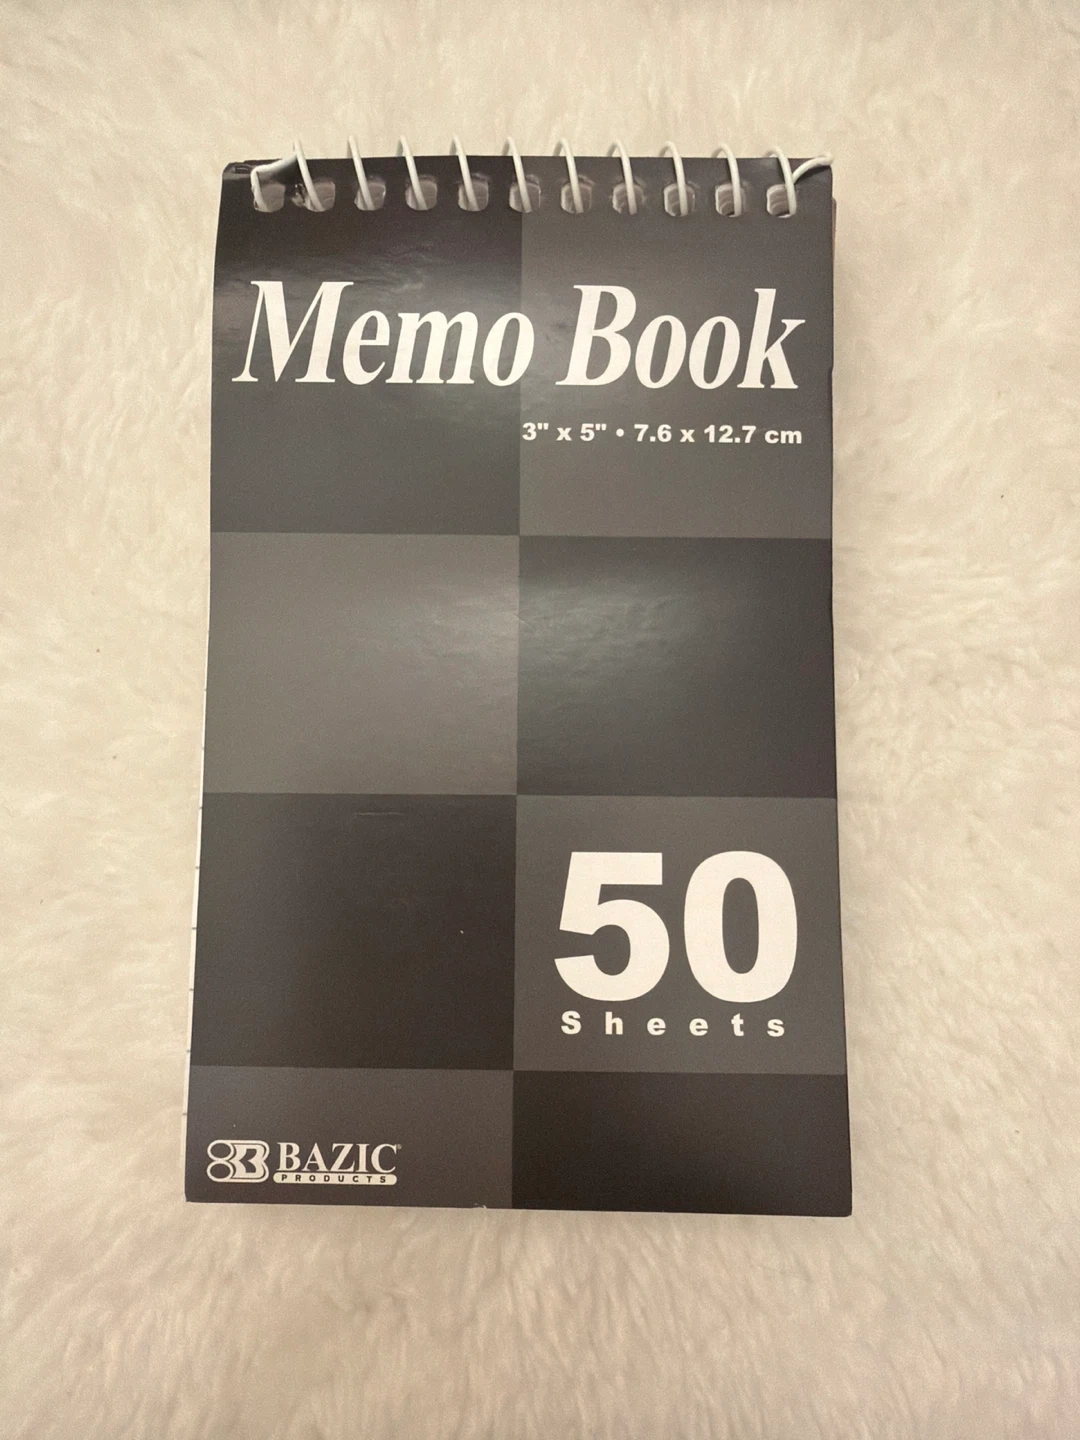 Memo Book
3" x 5" • 7.6 x 12.7 cm
50
Sheets
BAZIC®
PRODUCTS